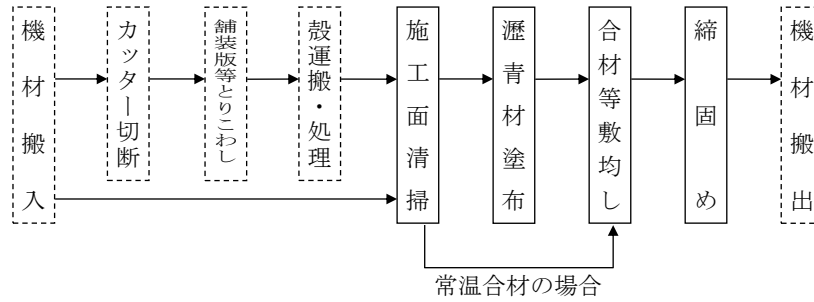 機材搬入
カッター切断
舗装版等とりこわし
殻運搬・処理
施工面清掃
瀝青材塗布
合材等敷均し
締固め
機材搬出
常温合材の場合